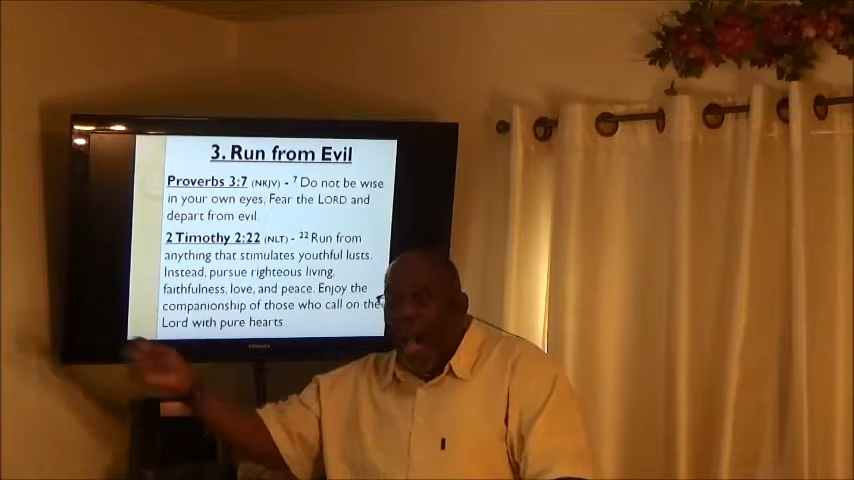 3. Run from Evil
Proverbs 3:7 (NKJV) - 7 Do not be wise
in your own eyes; Fear the LORD and
depart from evil.
2 Timothy 2:22 (NLT) - 22 Run from
anything that stimulates youthful lusts.
Instead, pursue righteous living,
faithfulness, love, and peace. Enjoy the
companionship of those who call on the
Lord with pure hearts